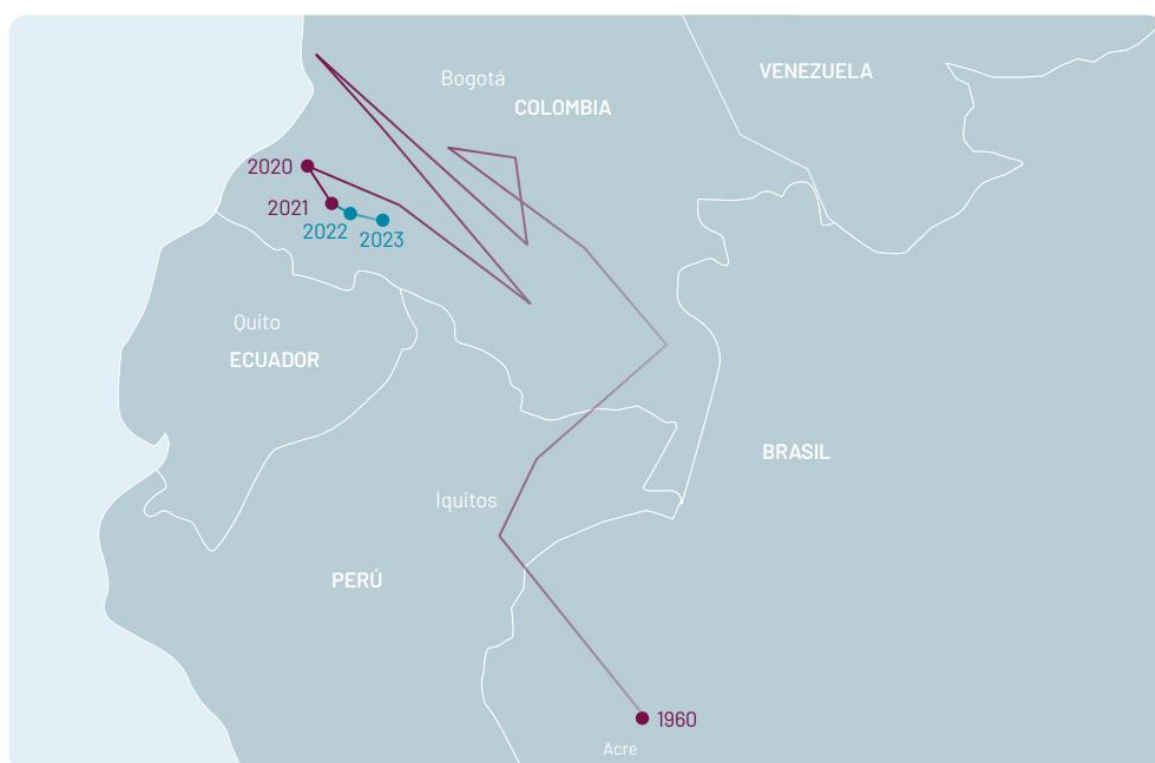 VENEZUELA
Bogotá
COLOMBIA
2020
2021
2022
2023
Quito
ECUADOR
BRASIL
Iquitos
PERÚ
1960
Acre